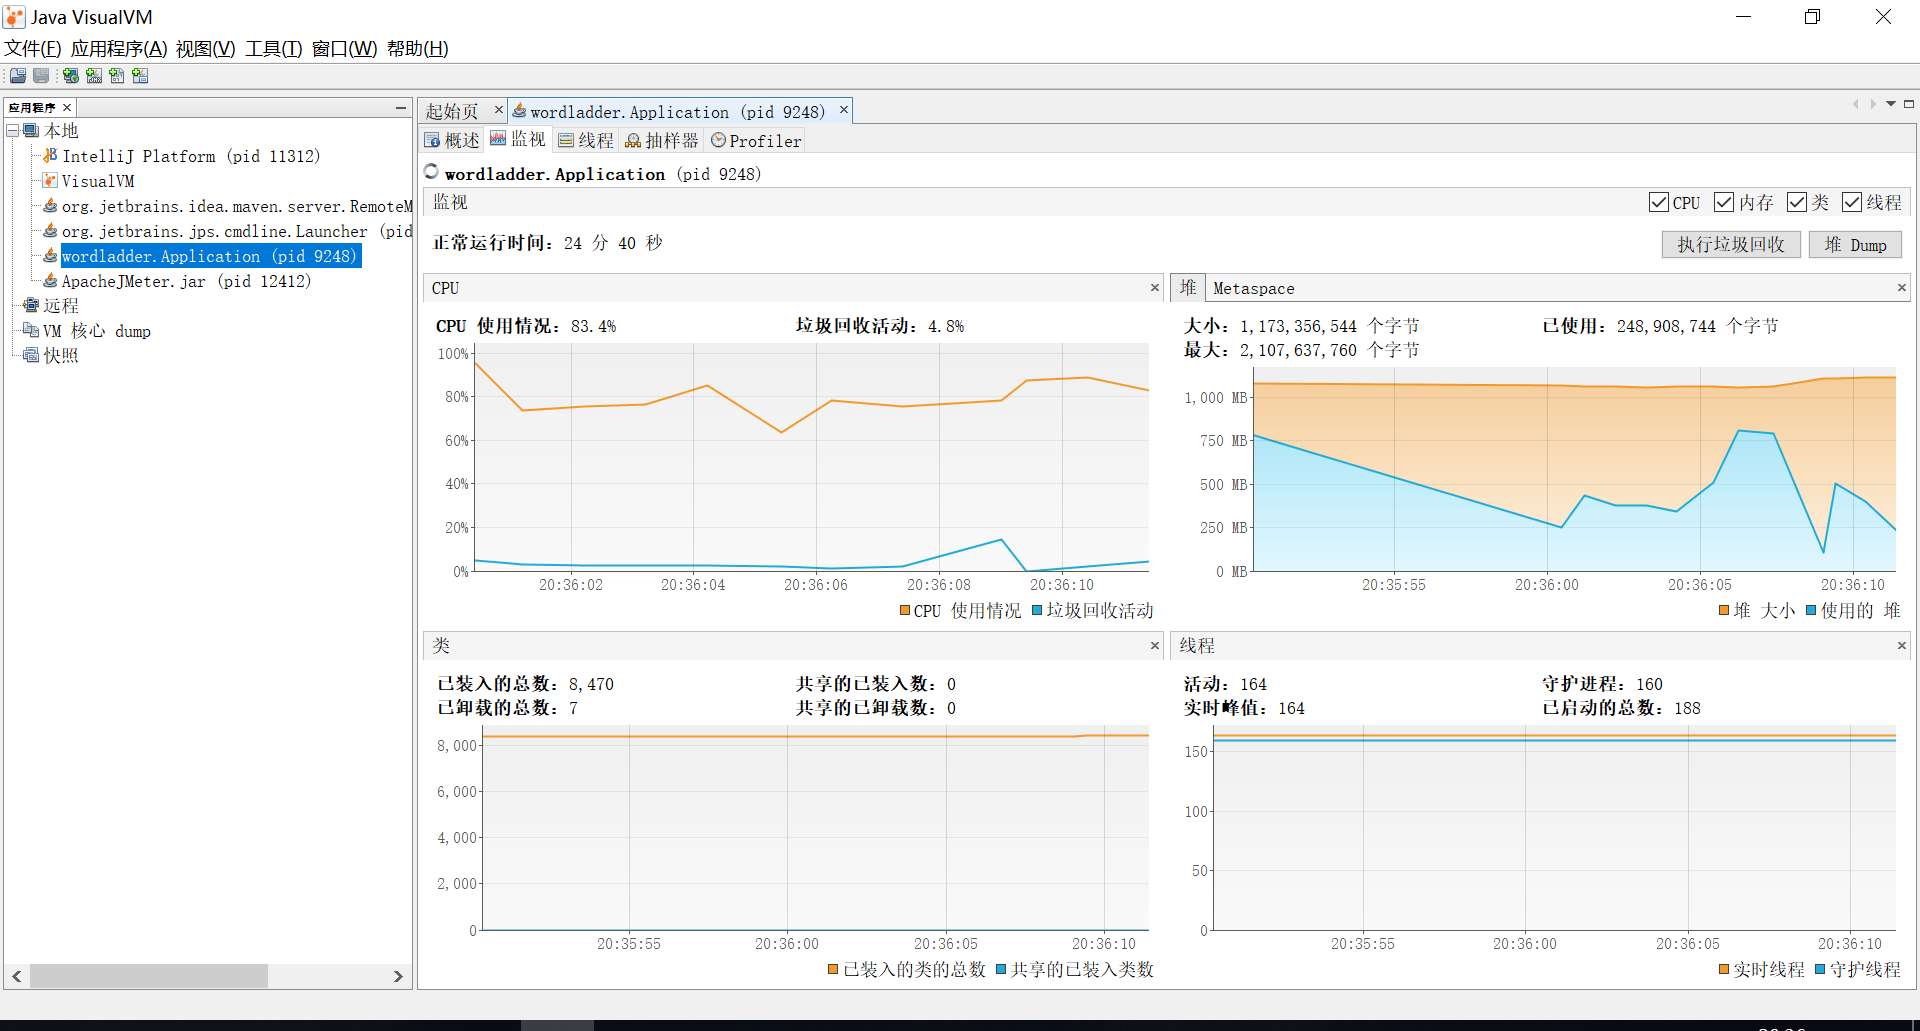 Java VisualVM
文件(F) 应用程序(A) 视图(V) 工具(T) 窗口(W) 帮助(H)
应用程序
本地
IntelliJ Platform (pid 11312)
VisualVM
org.jetbrains.idea.maven.server.RemoteM
org.jetbrains.jps.cmdline.Launcher (pid
wordladder.Application (pid 9248)
ApacheJMeter.jar (pid 12412)
远程
VM 核心 dump
快照
起始页 wordladder.Application (pid 9248)
概述 监视 线程 抽样器 Profiler
wordladder.Application (pid 9248)
监视 CPU 内存 类 线程
正常运行时间: 24 分 40 秒 执行垃圾回收 堆 Dump
CPU
CPU 使用情况: 83.4% 垃圾回收活动: 4.8%
100%
80%
60%
40%
20%
0%
20:36:02 20:36:04 20:36:06 20:36:08 20:36:10
CPU 使用情况 垃圾回收活动
堆 Metaspace
大小: 1,173,356,544 个字节 已使用: 248,908,744 个字节
最大: 2,107,637,760 个字节
1,000 MB
750 MB
500 MB
250 MB
0 MB
20:35:55 20:36:00 20:36:05 20:36:10
堆 大小 使用的 堆
类
已装入的总数: 8,470 共享的已装入数: 0
已卸载的总数: 7 共享的已卸载数: 0
8,000
6,000
4,000
2,000
0
20:35:55 20:36:00 20:36:05 20:36:10
已装入的类的总数 共享的已装入类数
线程
活动: 164 守护进程: 160
实时峰值: 164 已启动的总数: 188
150
100
50
0
20:35:55 20:36:00 20:36:05 20:36:10
实时线程 守护线程